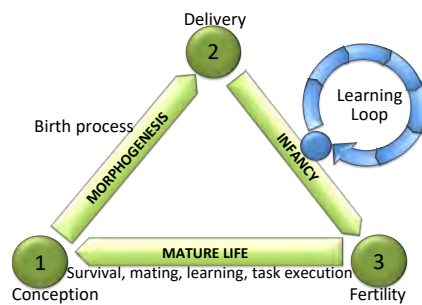 Delivery
2
Learning
Loop
Birth process
MORPHOGENESIS
INFANCY
1
MATURE LIFE
3
Survival, mating, learning, task execution
Conception
Fertility